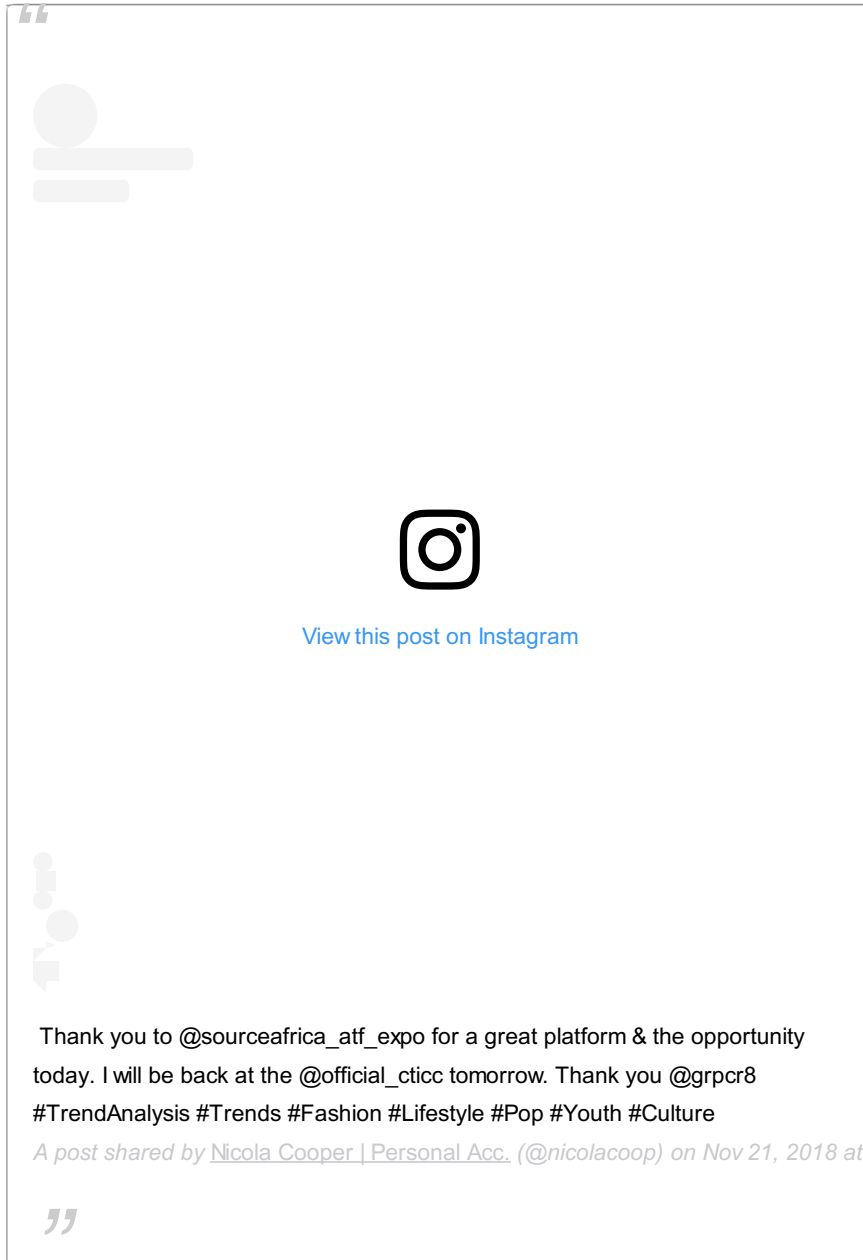 “
View this post on Instagram
Thank you to @sourceafrica_atf_expo for a great platform & the opportunity
today. I will be back at the @official_cticc tomorrow. Thank you @grpcr8
#TrendAnalysis #Trends #Fashion #Lifestyle #Pop #Youth #Culture
A post shared by Nicola Cooper | Personal Acc. (@nicolacoop) on Nov 21, 2018 at
”